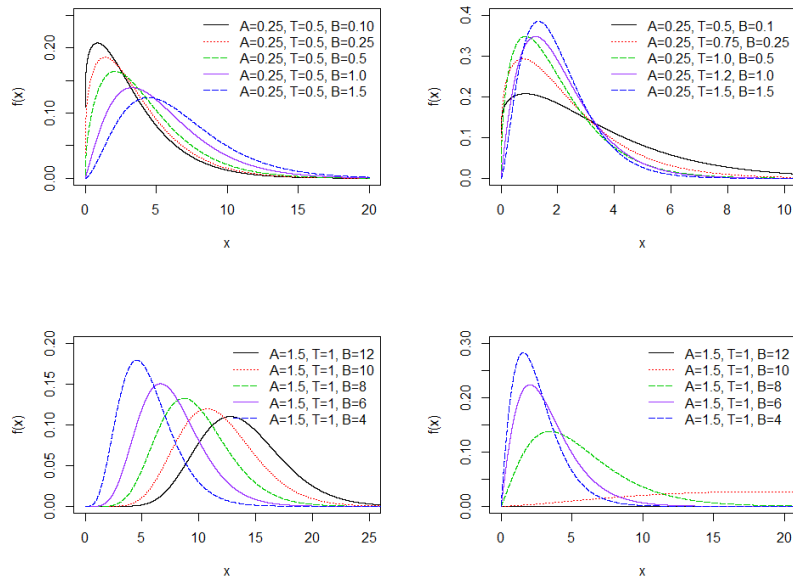 A=0.25, T=0.5, B=0.10
A=0.25, T=0.5, B=0.25
A=0.25, T=0.5, B=0.5
A=0.25, T=0.5, B=1.0
A=0.25, T=0.5, B=1.5
f(x)
0.00
0.10
0.20
0
5
10
15
20
x
A=0.25, T=0.5, B=0.1
A=0.25, T=0.75, B=0.25
A=0.25, T=1.0, B=0.5
A=0.25, T=1.2, B=1.0
A=0.25, T=1.5, B=1.5
f(x)
0.0
0.1
0.2
0.3
0.4
0
2
4
6
8
10
x
A=1.5, T=1, B=12
A=1.5, T=1, B=10
A=1.5, T=1, B=8
A=1.5, T=1, B=6
A=1.5, T=1, B=4
f(x)
0.00
0.05
0.10
0.15
0.20
0
5
10
15
20
25
x
A=1.5, T=1, B=12
A=1.5, T=1, B=10
A=1.5, T=1, B=8
A=1.5, T=1, B=6
A=1.5, T=1, B=4
f(x)
0.00
0.10
0.20
0.30
0
5
10
15
20
x